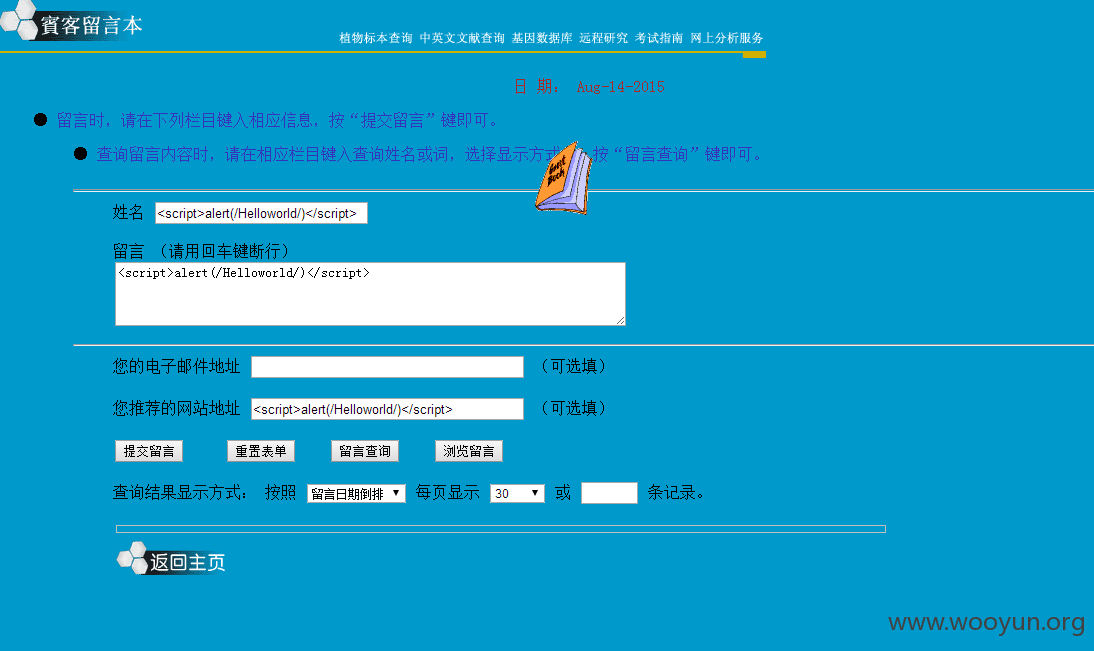 賓客留言本
植物标本查询 中英文文献查询 基因数据库 远程研究 考试指南 网上分析服务
日 期： Aug-14-2015
留言时，请在下列栏目键入相应信息，按“提交留言”键即可。
查询留言内容时，请在相应栏目键入查询姓名或词，选择显示方式 按“留言查询”键即可。
Guest Book
姓名 <script>alert(/Helloworld/)</script>
留言 （请用回车键断行）
<script>alert(/Helloworld/)</script>
您的电子邮件地址 （可选填）
您推荐的网站地址 <script>alert(/Helloworld/)</script> （可选填）
提交留言 重置表单 留言查询 浏览留言
查询结果显示方式： 按照 留言日期倒排 每页显示 30 或 条记录。
返回主页
www.wooyun.org